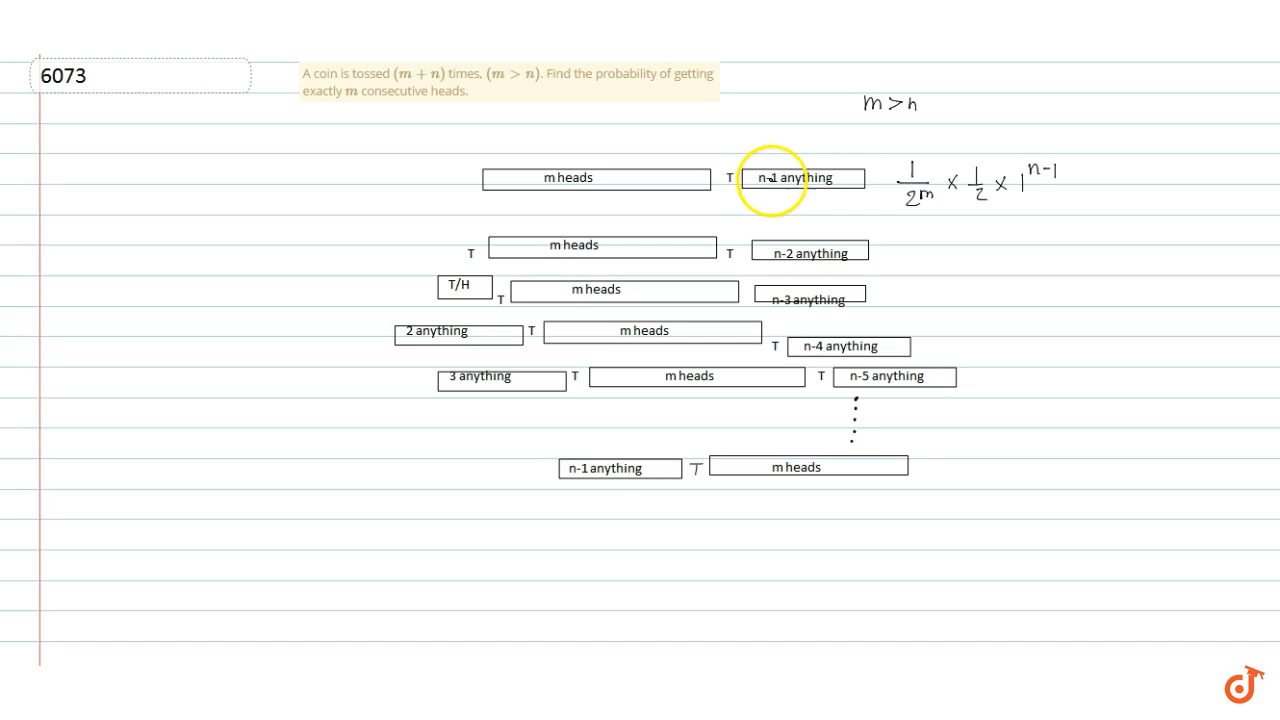 6073
A coin is tossed (m + n) times, (m > n). Find the probability of getting
exactly m consecutive heads.
m > n
m heads T n-1 anything 1/2^m × 1/2 × 1^n-1
T m heads T n-2 anything
T/H T m heads n-3 anything
2 anything T m heads T n-4 anything
3 anything T m heads T n-5 anything
n-1 anything T m heads